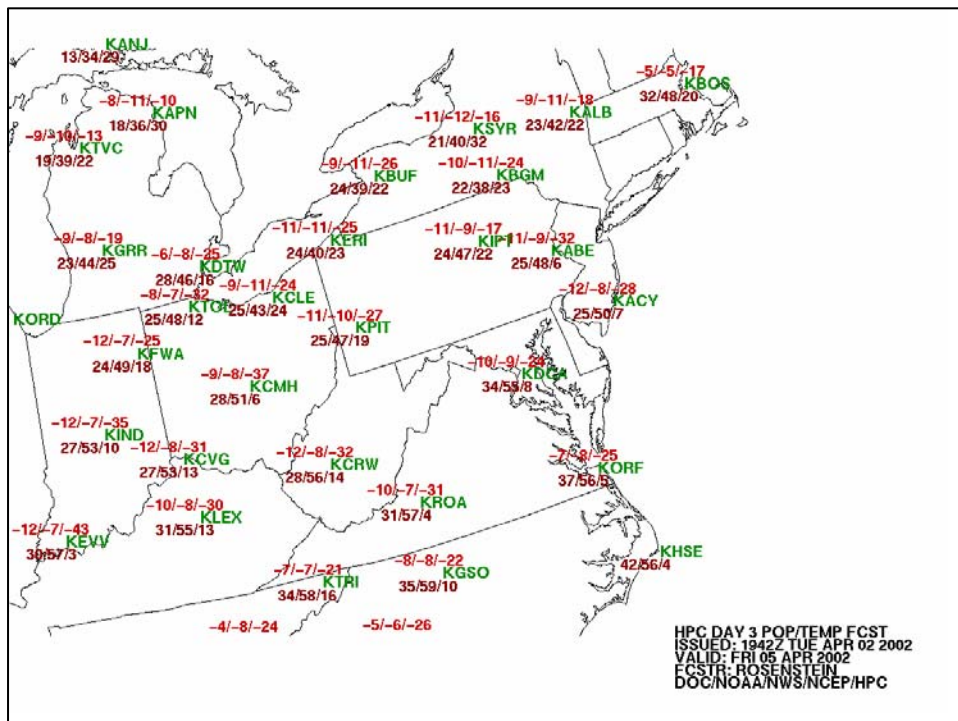 KANJ
13/34/29
-5/-5/-17
KBOS
32/48/20
-8/-11/-10
KAPN
18/36/30
-9/-11/-18
KALB
23/42/22
-11/-12/-16
KSYR
21/40/32
-9/-10/-13
KTVC
19/39/22
-9/-11/-26
KBUF
24/39/22
-10/-11/-24
KBGM
22/38/23
-9/-8/-19
KGRR
23/44/25
-11/-11/-25
KERI
24/40/23
-11/-9/-17
KIPT
24/47/22
-11/-9/-32
KABE
25/48/6
-6/-8/-25
KDTW
28/46/16
-9/-11/-24
KCLE
25/43/24
-8/-7/-32
KTOL
25/48/12
-12/-8/-28
KACY
25/50/7
KORD
-11/-10/-27
KPIT
25/47/19
-12/-7/-25
KFWA
24/49/18
-9/-8/-37
KCMH
28/51/6
-10/-9/-24
KDCA
34/55/8
-12/-7/-35
KIND
27/53/10
-12/-8/-31
KCVG
27/53/13
-12/-8/-32
KCRW
28/56/14
-7/-8/-25
KORF
37/56/5
-10/-7/-31
KROA
31/57/4
-10/-8/-30
KLEX
31/55/13
-12/-7/-43
KEVV
30/57/3
KHSE
42/56/4
-7/-7/-21
KTRI
34/58/16
-8/-8/-22
KGSO
35/59/10
-4/-8/-24
-5/-6/-26
HPC DAY 3 POP/TEMP FCST
ISSUED: 1942Z TUE APR 02 2002
VALID: FRI 05 APR 2002
FCSTR: ROSENSTEIN
DOC/NOAA/NWS/NCEP/HPC